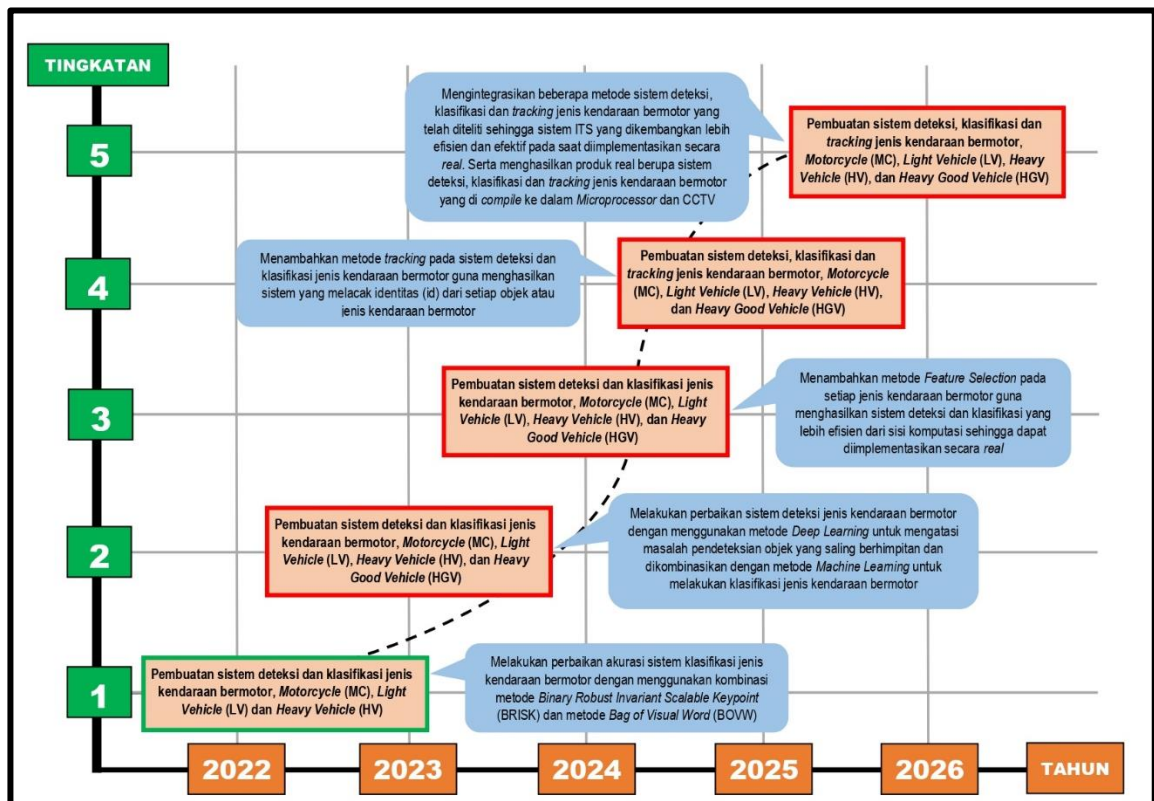 TINGKATAN
5
Mengintegrasikan beberapa metode sistem deteksi,
klasifikasi dan tracking jenis kendaraan bermotor yang
telah diteliti sehingga sistem ITS yang dikembangkan lebih
efisien dan efektif pada saat diimplementasikan secara
real. Serta menghasilkan produk real berupa sistem
deteksi, klasifikasi dan tracking jenis kendaraan bermotor
yang di compile ke dalam Microprocessor dan CCTV
Pembuatan sistem deteksi, klasifikasi dan
tracking jenis kendaraan bermotor,
Motorcycle (MC), Light Vehicle (LV), Heavy
Vehicle (HV), dan Heavy Good Vehicle (HGV)
4
Menambahkan metode tracking pada sistem deteksi dan
klasifikasi jenis kendaraan bermotor guna menghasilkan
sistem yang melacak identitas (id) dari setiap objek atau
jenis kendaraan bermotor
Pembuatan sistem deteksi, klasifikasi dan
tracking jenis kendaraan bermotor, Motorcycle
(MC), Light Vehicle (LV), Heavy Vehicle (HV),
dan Heavy Good Vehicle (HGV)
3
Pembuatan sistem deteksi dan klasifikasi jenis
kendaraan bermotor, Motorcycle (MC), Light
Vehicle (LV), Heavy Vehicle (HV), dan Heavy
Good Vehicle (HGV)
Menambahkan metode Feature Selection pada
setiap jenis kendaraan bermotor guna
menghasilkan sistem deteksi dan klasifikasi yang
lebih efisien dari sisi komputasi sehingga dapat
diimplementasikan secara real
2
Pembuatan sistem deteksi dan klasifikasi jenis
kendaraan bermotor, Motorcycle (MC), Light
Vehicle (LV), Heavy Vehicle (HV), dan Heavy
Good Vehicle (HGV)
Melakukan perbaikan sistem deteksi jenis kendaraan bermotor
dengan menggunakan metode Deep Learning untuk mengatasi
masalah pendeteksian objek yang saling berhimpitan dan
dikombinasikan dengan metode Machine Learning untuk
melakukan klasifikasi jenis kendaraan bermotor
1
Pembuatan sistem deteksi dan klasifikasi jenis
kendaraan bermotor, Motorcycle (MC), Light
Vehicle (LV) dan Heavy Vehicle (HV)
Melakukan perbaikan akurasi sistem klasifikasi jenis
kendaraan bermotor dengan menggunakan kombinasi
metode Binary Robust Invariant Scalable Keypoint
(BRISK) dan metode Bag of Visual Word (BOVW)
2022
2023
2024
2025
2026
TAHUN